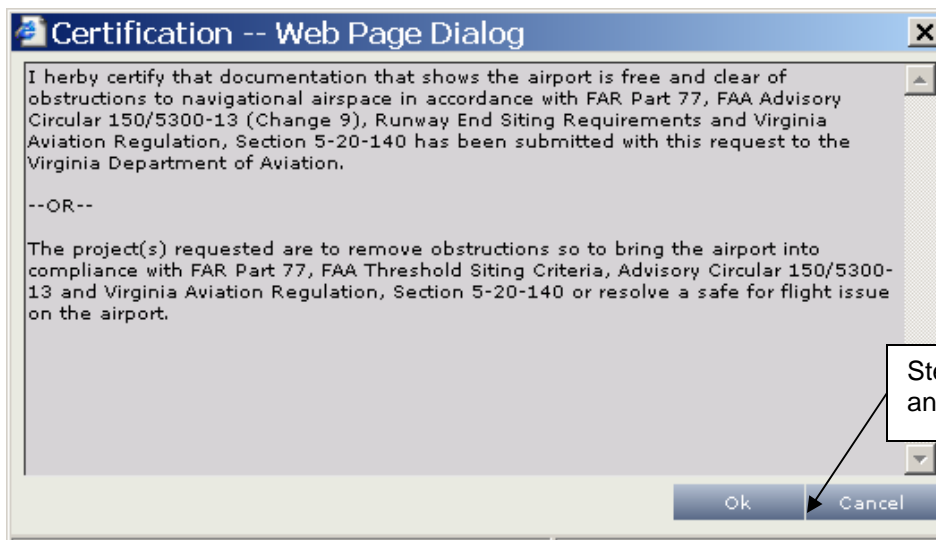 Certification -- Web Page Dialog
I herby certify that documentation that shows the airport is free and clear of
obstructions to navigational airspace in accordance with FAR Part 77, FAA Advisory
Circular 150/5300-13 (Change 9), Runway End Siting Requirements and Virginia
Aviation Regulation, Section 5-20-140 has been submitted with this request to the
Virginia Department of Aviation.
--OR--
The project(s) requested are to remove obstructions so to bring the airport into
compliance with FAR Part 77, FAA Threshold Siting Criteria, Advisory Circular 150/5300-
13 and Virginia Aviation Regulation, Section 5-20-140 or resolve a safe for flight issue
on the airport.
Ok Cancel